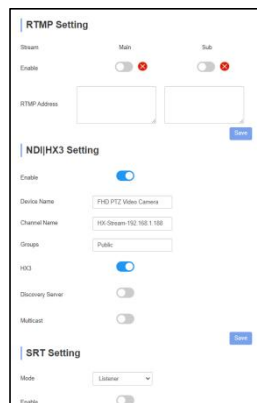 RTMP Setting
Stream Main Sub
Enable
RTMP Address
Save
NDI|HX3 Setting
Enable
Device Name FHD PTZ Video Camera
Channel Name HX-Stream-192.168.1.188
Groups Public
HX3
Discovery Server
Multicast
Save
SRT Setting
Mode Listener
Enable